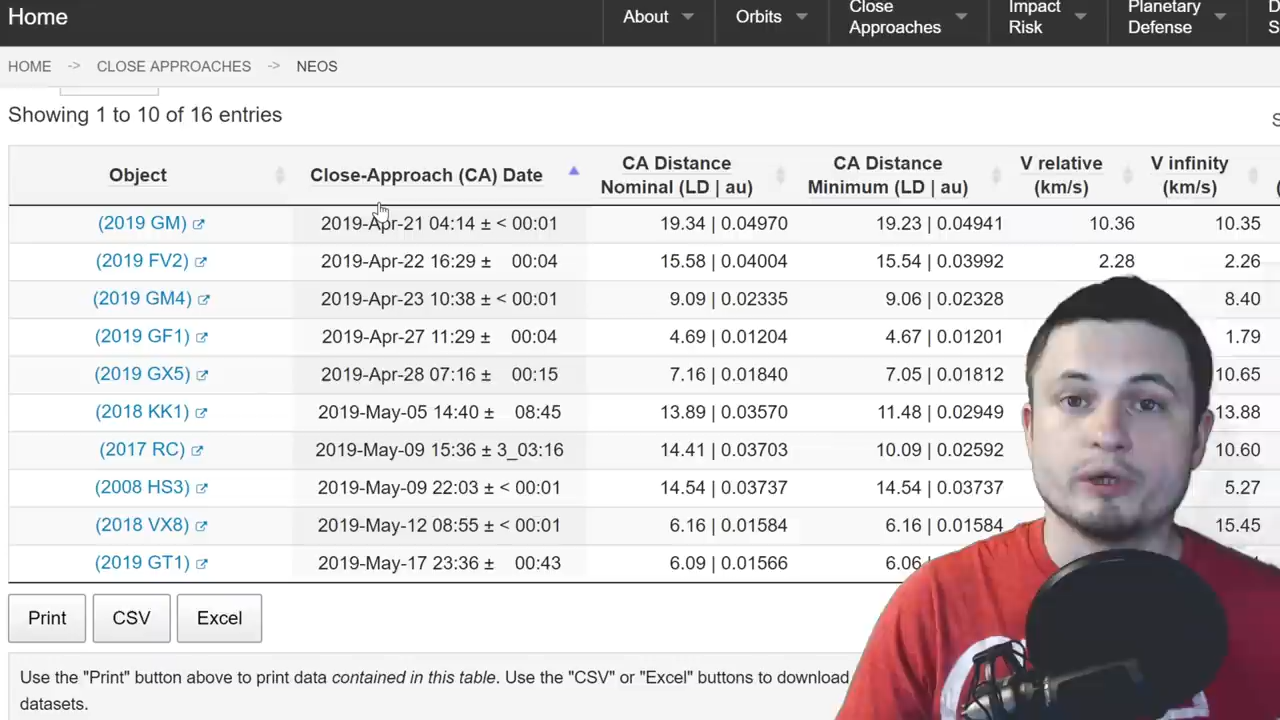 Home
About
Orbits
Close
Approaches
Impact
Risk
Planetary
Defense
D
S
HOME -> CLOSE APPROACHES -> NEOS
Showing 1 to 10 of 16 entries
S
Object
Close-Approach (CA) Date
CA Distance
Nominal (LD | au)
CA Distance
Minimum (LD | au)
V relative
(km/s)
V infinity
(km/s)
(
(2019 GM) 2019-Apr-21 04:14 ± < 00:01 19.34 | 0.04970 19.23 | 0.04941 10.36 10.35
(2019 FV2) 2019-Apr-22 16:29 ± 00:04 15.58 | 0.04004 15.54 | 0.03992 2.28 2.26
(2019 GM4) 2019-Apr-23 10:38 ± < 00:01 9.09 | 0.02335 9.06 | 0.02328 8.40
(2019 GF1) 2019-Apr-27 11:29 ± 00:04 4.69 | 0.01204 4.67 | 0.01201 1.79
(2019 GX5) 2019-Apr-28 07:16 ± 00:15 7.16 | 0.01840 7.05 | 0.01812 10.65
(2018 KK1) 2019-May-05 14:40 ± 08:45 13.89 | 0.03570 11.48 | 0.02949 13.88
(2017 RC) 2019-May-09 15:36 ± 3_03:16 14.41 | 0.03703 10.09 | 0.02592 10.60
(2008 HS3) 2019-May-09 22:03 ± < 00:01 14.54 | 0.03737 14.54 | 0.03737 5.27
(2018 VX8) 2019-May-12 08:55 ± < 00:01 6.16 | 0.01584 6.16 | 0.01584 15.45
(2019 GT1) 2019-May-17 23:36 ± 00:43 6.09 | 0.01566 6.06
Print
CSV
Excel
Use the "Print" button above to print data contained in this table. Use the "CSV" or "Excel" buttons to download
datasets.